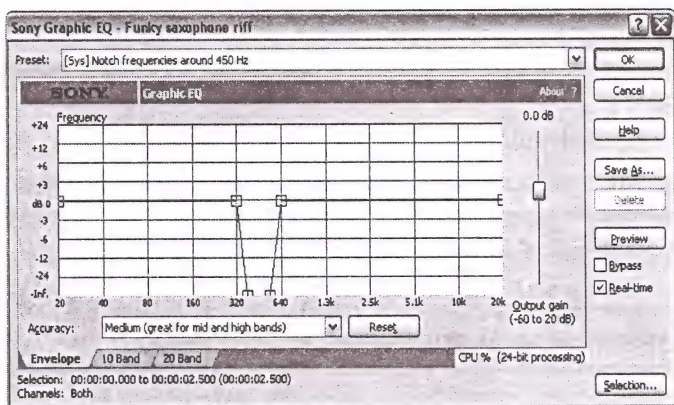 Sony Graphic EQ - Funky saxophone riff
Preset: [Sys] Notch frequencies around 450 Hz
OK
SONY Graphic EQ About ?
Cancel
Frequency
0.0 dB
Help
+24
+12
+6
+3
dB 0
-3
-6
-12
-24
-Inf.
Save As...
Delete
Preview
Bypass
Real-time
20 40 80 160 320 640 1.3k 2.5k 5.1k 10k 20k
Output gain
(-60 to 20 dB)
Accuracy: Medium (great for mid and high bands) Reset
Envelope 10 Band 20 Band CPU % (24-bit processing)
Selection: 00:00:00.000 to 00:00:02.500 (00:00:02.500)
Channels: Both
Selection...